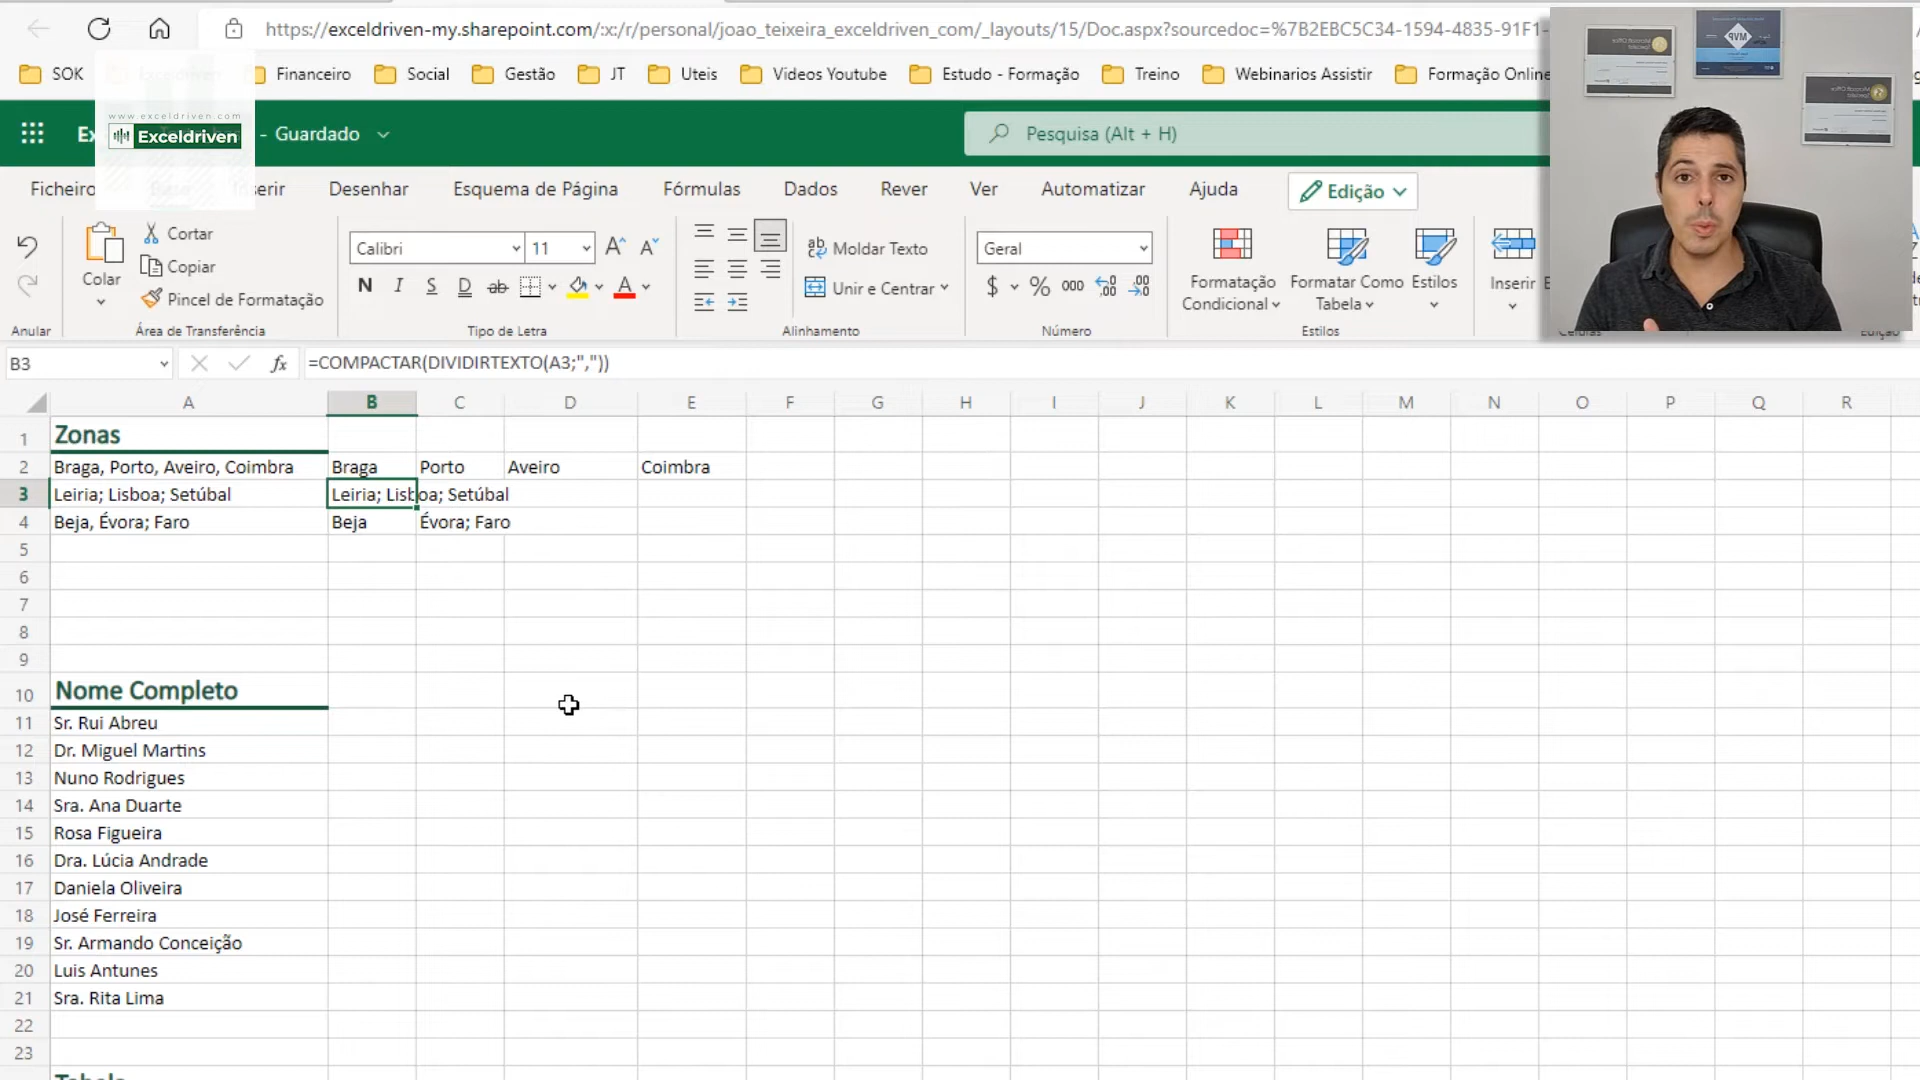 https://exceldriven-my.sharepoint.com/:x:/r/personal/joao_teixeira_exceldriven_com/_layouts/15/Doc.aspx?sourcedoc=%7B2EBC5C34-1594-4835-91F1-
SOK Exceldriven Financeiro Social Gestão JT Uteis Videos Youtube Estudo - Formação Treino Webinarios Assistir Formação Online
www.exceldriven.com
Exceldriven
- Guardado
Pesquisa (Alt + H)
Ficheiro Inserir Desenhar Esquema de Página Fórmulas Dados Rever Ver Automatizar Ajuda Edição
Colar
Cortar
Copiar
Pincel de Formatação
Calibri 11
N I S D ab A
Moldar Texto
Unir e Centrar
Geral
$ % 000
Formatação Condicional
Formatar Como Tabela
Estilos
Inserir
Anular Área de Transferência Tipo de Letra Alinhamento Número Estilos
B3 fx =COMPACTAR(DIVIDIRTEXTO(A3;","))
A B C D E F G H I J K L M N O P Q R
1 Zonas
2 Braga, Porto, Aveiro, Coimbra Braga Porto Aveiro Coimbra
3 Leiria; Lisboa; Setúbal Leiria; Lisboa; Setúbal
4 Beja, Évora; Faro Beja Évora; Faro
5
6
7
8
9
10 Nome Completo
11 Sr. Rui Abreu
12 Dr. Miguel Martins
13 Nuno Rodrigues
14 Sra. Ana Duarte
15 Rosa Figueira
16 Dra. Lúcia Andrade
17 Daniela Oliveira
18 José Ferreira
19 Sr. Armando Conceição
20 Luis Antunes
21 Sra. Rita Lima
22
23